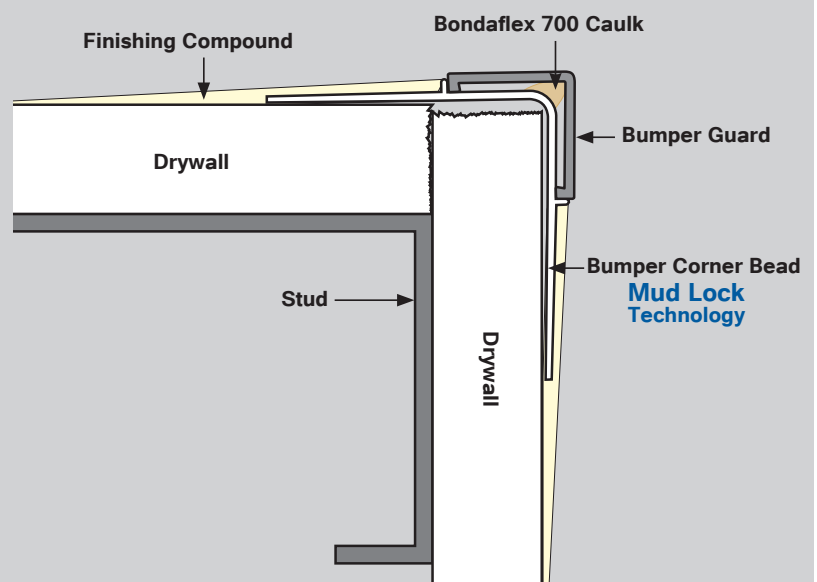 Bondaflex 700 Caulk
Finishing Compound
Bumper Guard
Drywall
Bumper Corner Bead
Mud Lock
Technology
Stud
Drywall